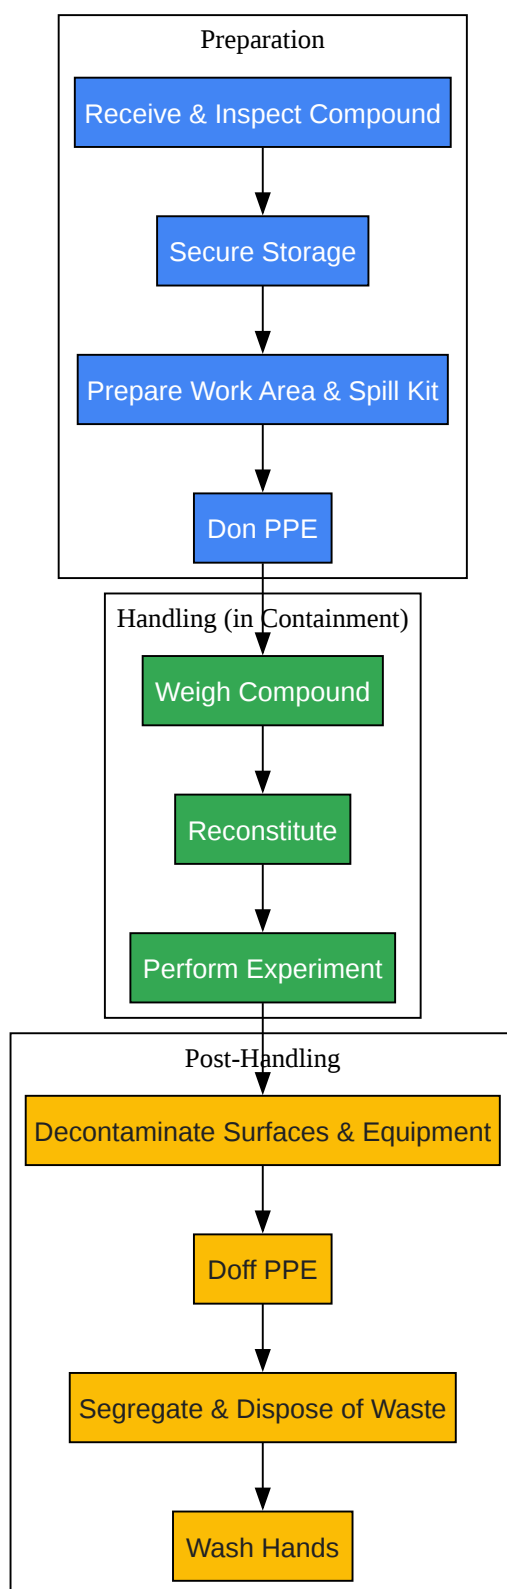 Preparation
Receive & Inspect Compound
Secure Storage
Prepare Work Area & Spill Kit
Don PPE
Handling (in Containment)
Weigh Compound
Reconstitute
Perform Experiment
Post-Handling
Decontaminate Surfaces & Equipment
Doff PPE
Segregate & Dispose of Waste
Wash Hands